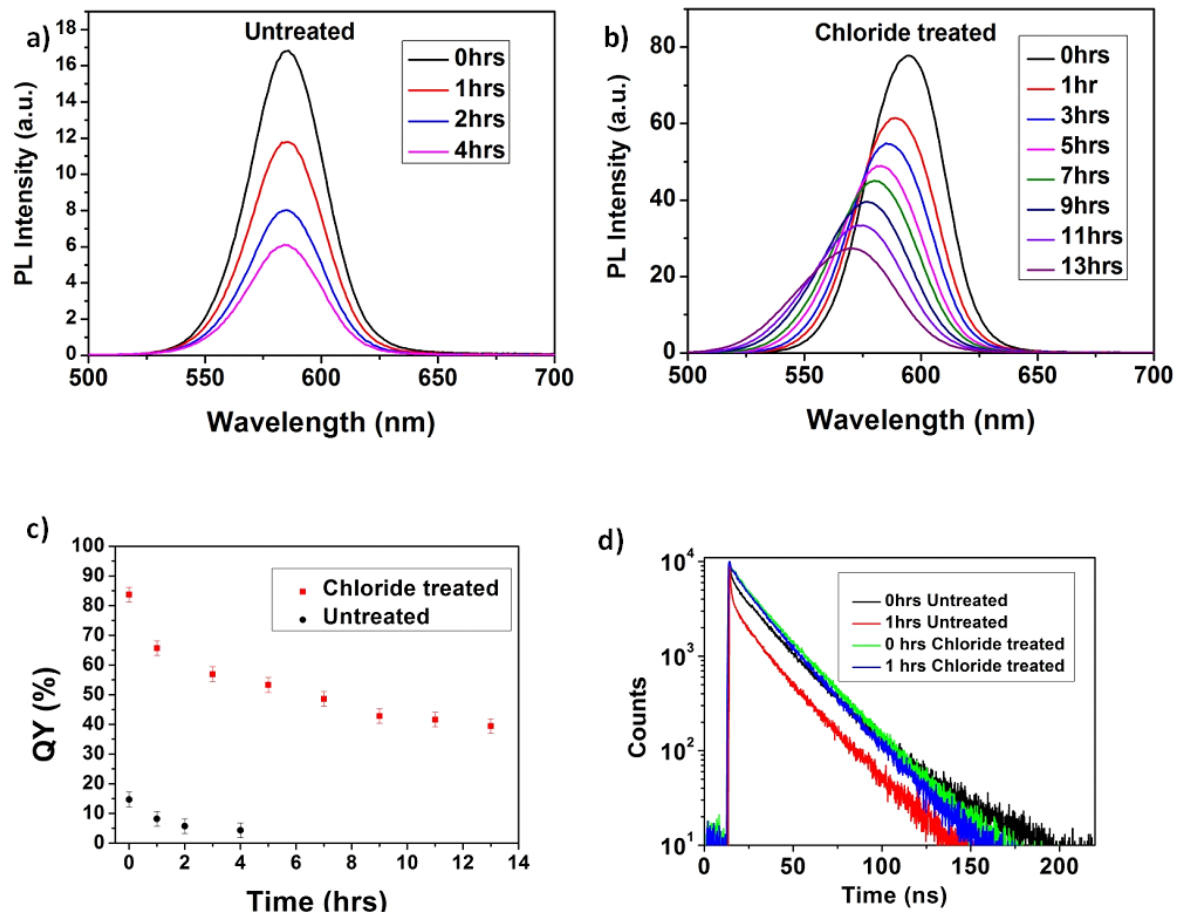 a)
Untreated
0hrs
1hrs
2hrs
4hrs
PL Intensity (a.u.)
18
16
14
12
10
8
6
4
2
0
500
550
600
650
700
Wavelength (nm)
b)
Chloride treated
0hrs
1hr
3hrs
5hrs
7hrs
9hrs
11hrs
13hrs
PL Intensity (a.u.)
80
60
40
20
0
500
550
600
650
700
Wavelength (nm)
c)
Chloride treated
Untreated
QY (%)
100
90
80
70
60
50
40
30
20
10
0
0
2
4
6
8
10
12
14
Time (hrs)
d)
0hrs Untreated
1hrs Untreated
0 hrs Chloride treated
1 hrs Chloride treated
Counts
10⁴
10³
10²
10¹
0
50
100
150
200
Time (ns)